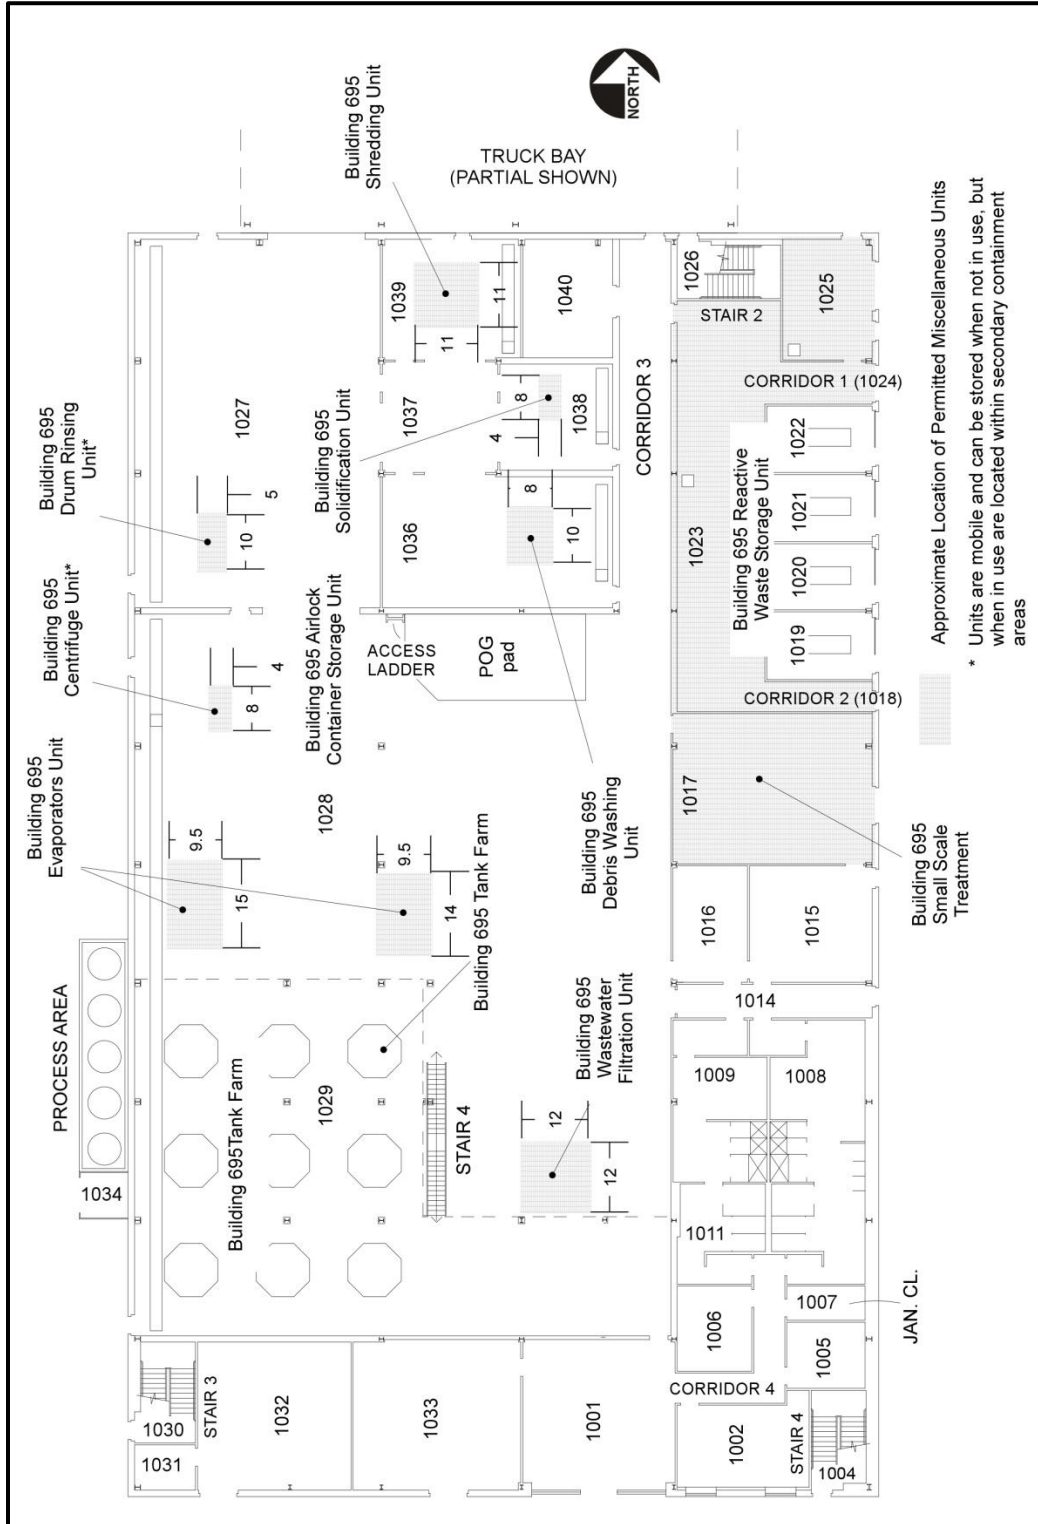 NORTH
TRUCK BAY
(PARTIAL SHOWN)
Building 695
Shredding Unit
Building 695
Drum Rinsing
Unit*
Building 695
Centrifuge Unit*
Building 695
Evaporators Unit
PROCESS AREA
1034
1027
5
10
4
8
9.5
15
1028
Building 695 Airlock
Container Storage Unit
9.5
14
Building 695 Tank Farm
Building 695Tank Farm
1029
STAIR 4
1039
11
11
1040
1037
1038
8
4
Building 695
Solidification Unit
1036
8
10
ACCESS
LADDER
POG
pad
Building 695
Debris Washing
Unit
Building 695
Wastewater
Filtration Unit
12
12
CORRIDOR 3
1026
STAIR 2
1025
CORRIDOR 1 (1024)
1023
Building 695 Reactive
Waste Storage Unit
1022
1021
1020
1019
CORRIDOR 2 (1018)
1017
Building 695
Small Scale
Treatment
1016
1015
1014
1009
1008
1011
1007
JAN. CL.
1006
1005
CORRIDOR 4
1002
STAIR 4
1004
1001
1033
1032
STAIR 3
1030
1031
Approximate Location of Permitted Miscellaneous Units
* Units are mobile and can be stored when not in use, but
when in use are located within secondary containment
areas